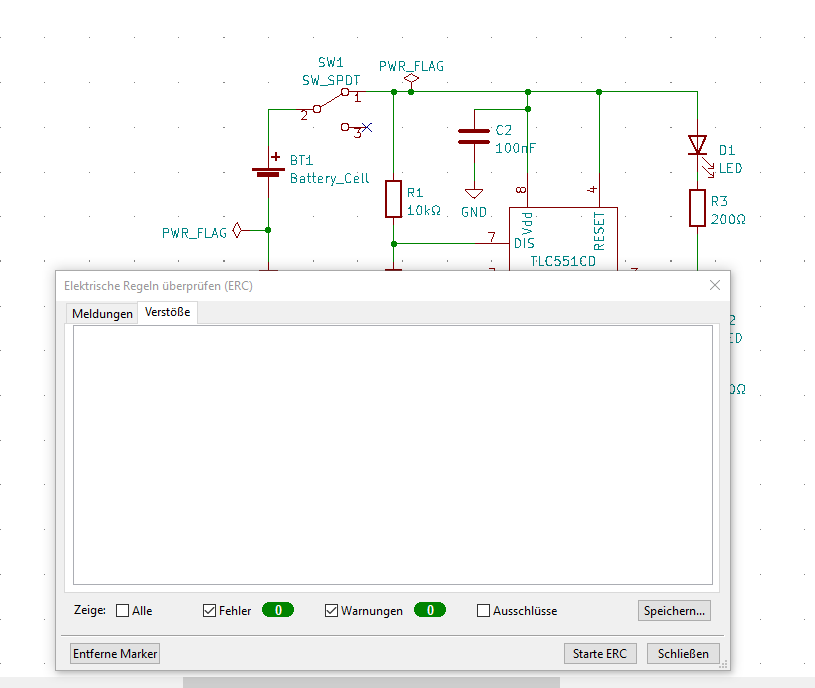 SW1
SW_SPDT
PWR_FLAG
1
2
3
BT1
Battery_Cell
C2
100nF
GND
D1
LED
R1
10kΩ
R3
200Ω
PWR_FLAG
8
4
7
Vdd
DIS
RESET
TLC551CD
Elektrische Regeln überprüfen (ERC)
Meldungen
Verstöße
Zeige:
Alle
Fehler
0
Warnungen
0
Ausschlüsse
Speichern...
Entferne Marker
Starte ERC
Schließen